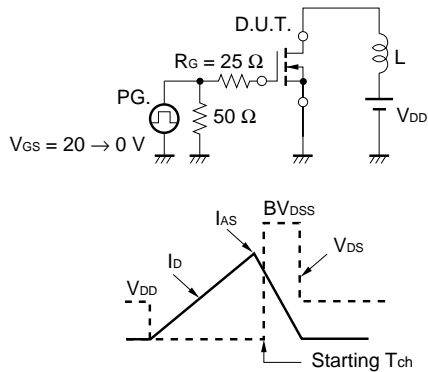 D.U.T.
RG = 25 Ω
L
PG.
50 Ω
VDD
VGS = 20 → 0 V
IAS
BVDSS
ID
VDS
VDD
Starting Tch